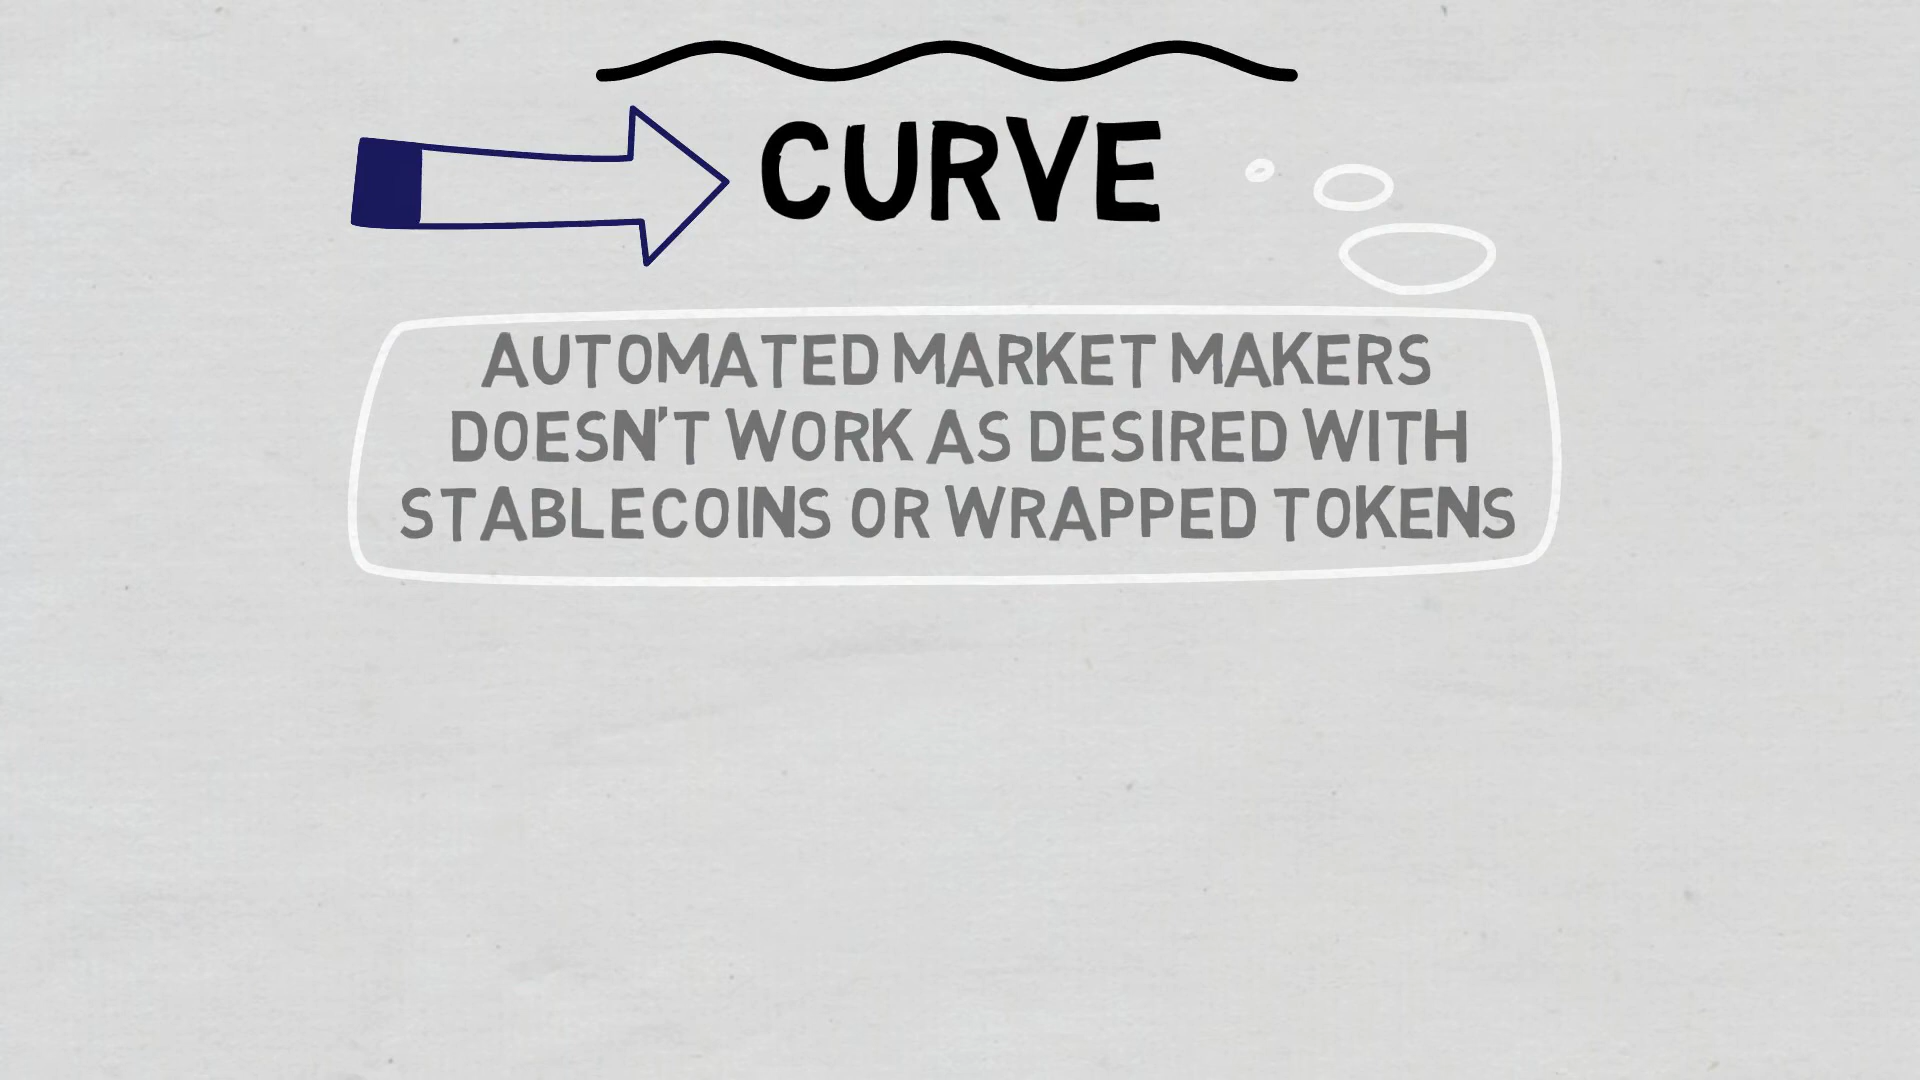 CURVE
AUTOMATED MARKET MAKERS
DOESN'T WORK AS DESIRED WITH
STABLECOINS OR WRAPPED TOKENS